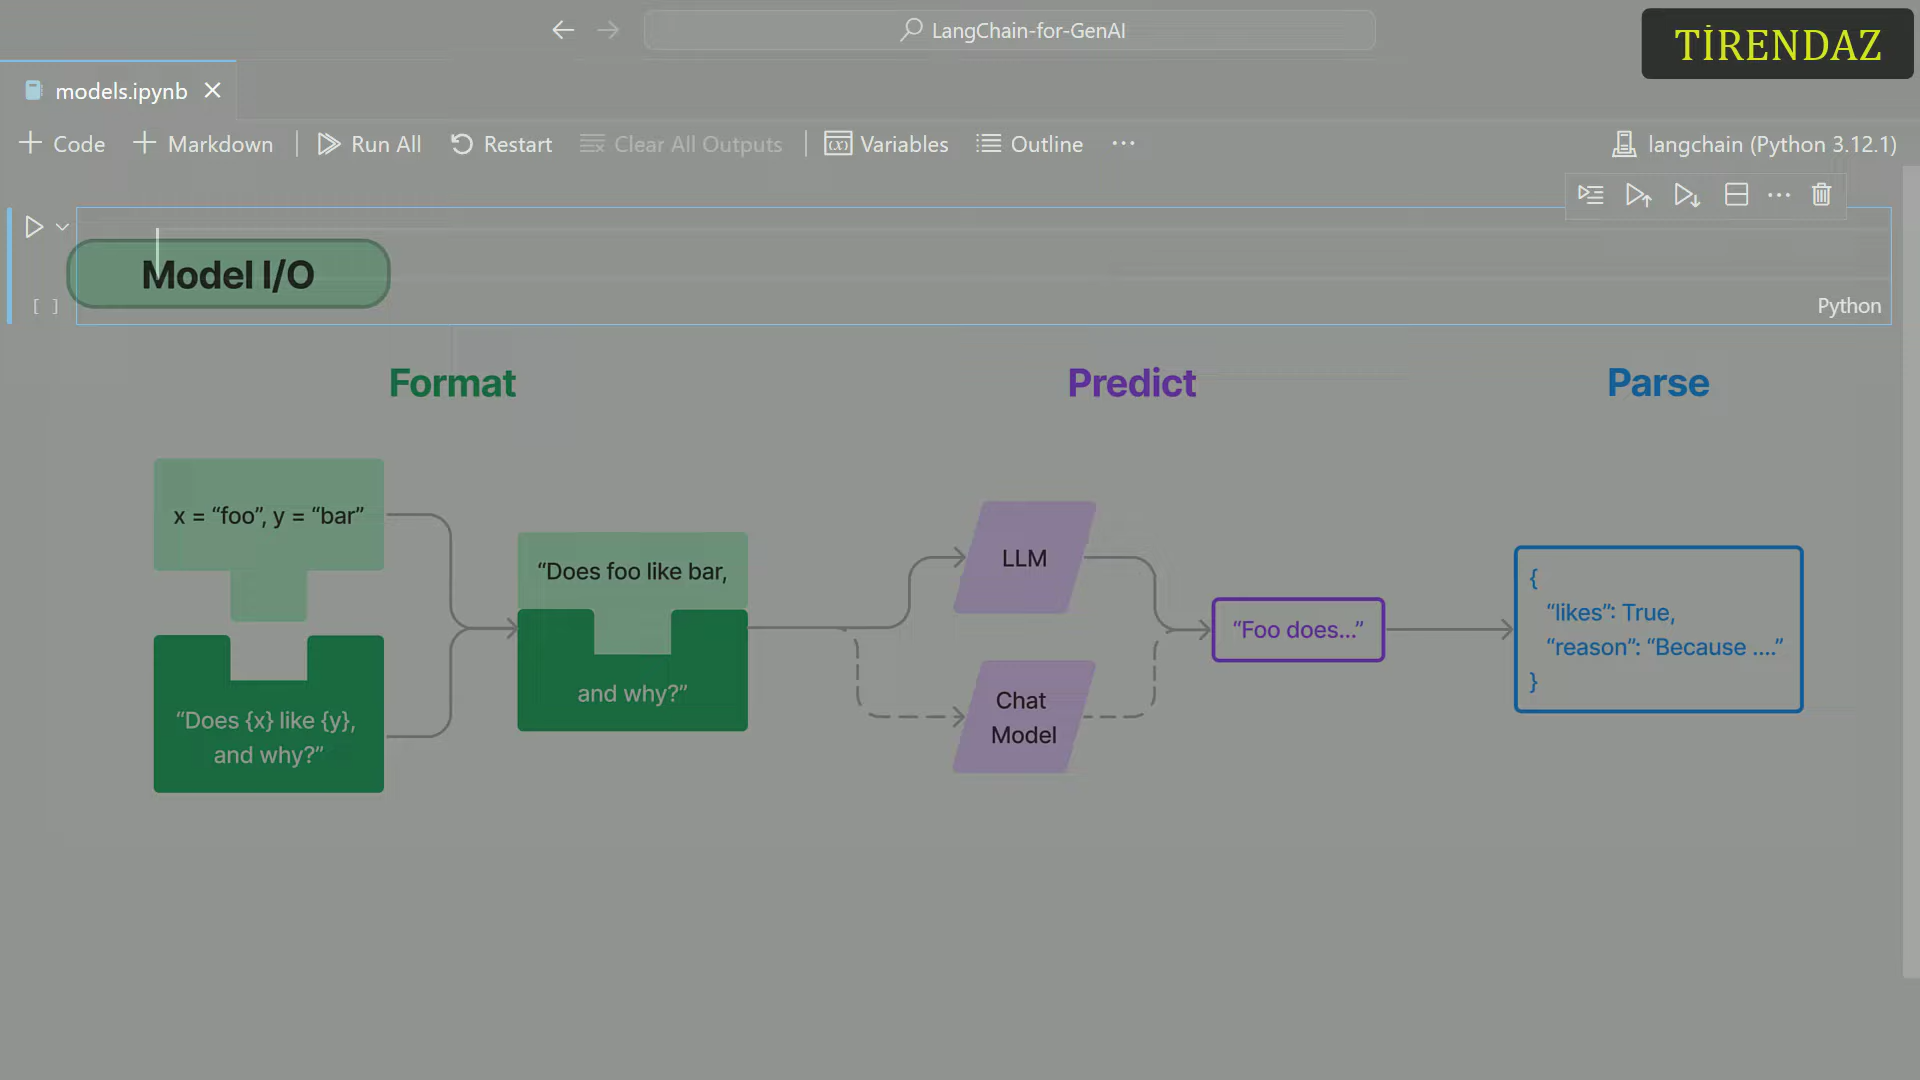 LangChain-for-GenAI
TİRENDAZ
models.ipynb
Code
Markdown
Run All
Restart
Clear All Outputs
Variables
Outline
langchain (Python 3.12.1)
Model I/O
[ ]
Python
Format
Predict
Parse
x = “foo”, y = “bar”
“Does {x} like {y},
and why?”
“Does foo like bar,
and why?”
LLM
Chat
Model
“Foo does...”
{
“likes”: True,
“reason”: “Because ....”
}